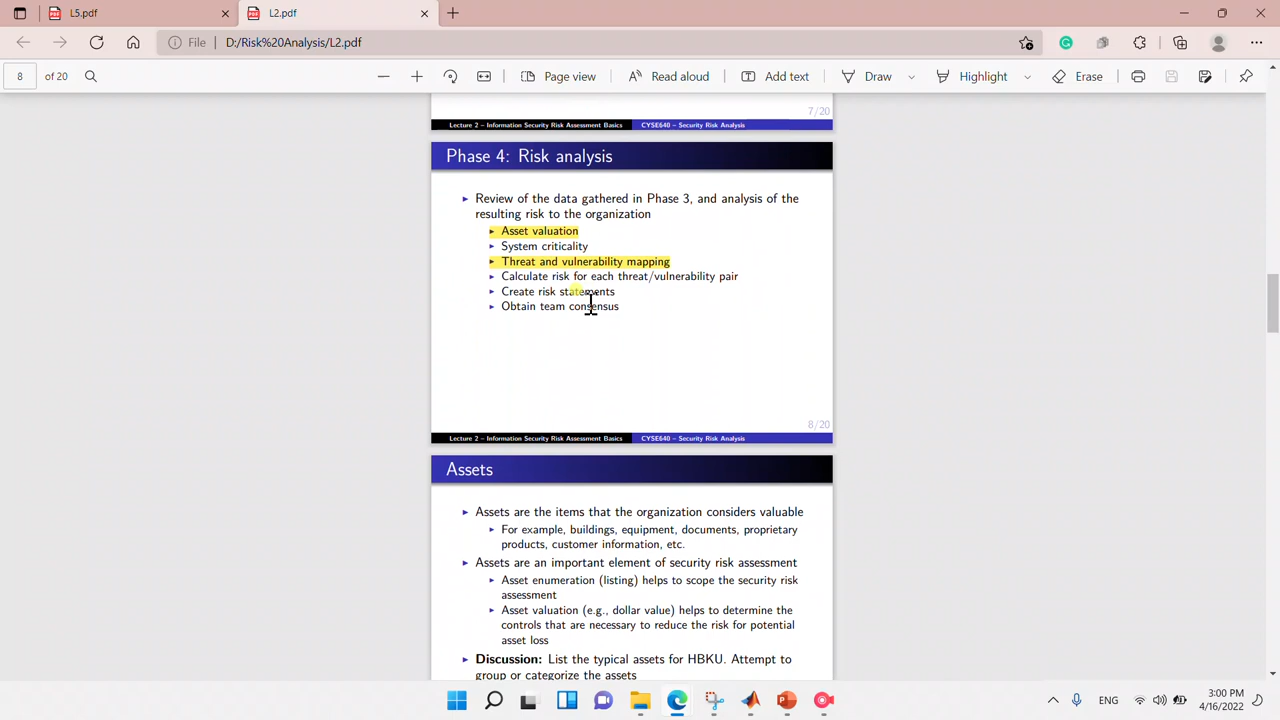 L5.pdf
L2.pdf
File
D:/Risk%20Analysis/L2.pdf
8
of 20
Page view
Read aloud
Add text
Draw
Highlight
Erase
7/20
Lecture 2 – Information Security Risk Assessment Basics
CYSE640 – Security Risk Analysis
Phase 4: Risk analysis
Review of the data gathered in Phase 3, and analysis of the
resulting risk to the organization
Asset valuation
System criticality
Threat and vulnerability mapping
Calculate risk for each threat/vulnerability pair
Create risk statements
Obtain team consensus
8/20
Lecture 2 – Information Security Risk Assessment Basics
CYSE640 – Security Risk Analysis
Assets
Assets are the items that the organization considers valuable
For example, buildings, equipment, documents, proprietary
products, customer information, etc.
Assets are an important element of security risk assessment
Asset enumeration (listing) helps to scope the security risk
assessment
Asset valuation (e.g., dollar value) helps to determine the
controls that are necessary to reduce the risk for potential
asset loss
Discussion: List the typical assets for HBKU. Attempt to
group or categorize the assets
ENG
3:00 PM
4/16/2022